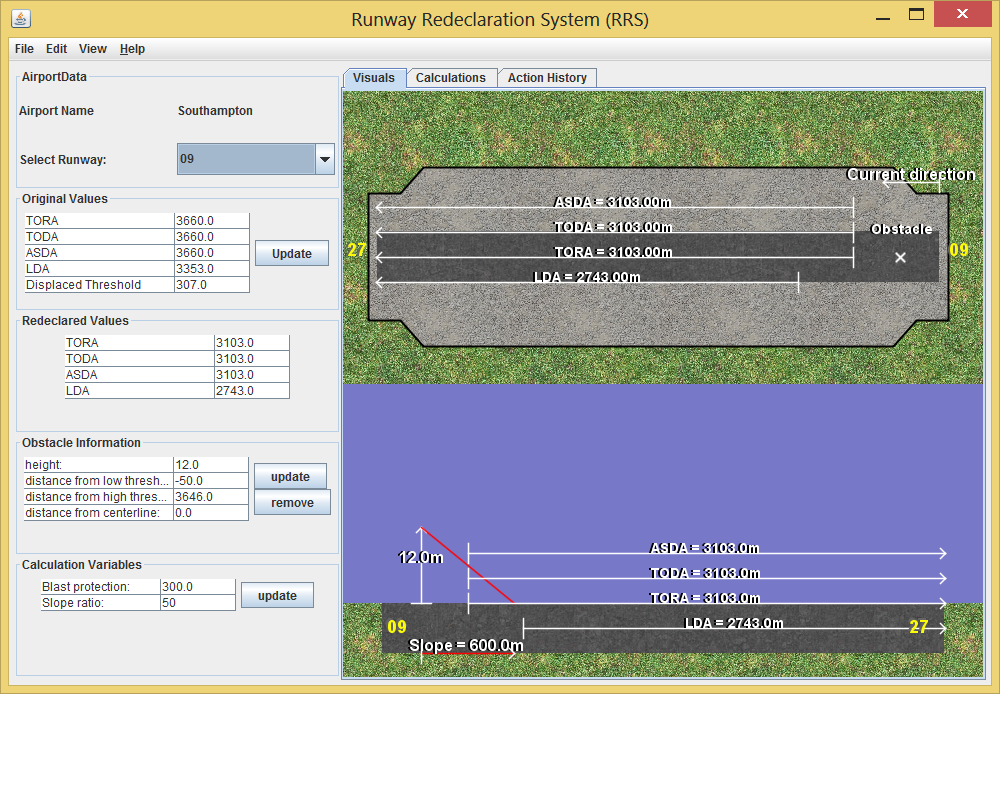 Runway Redeclaration System (RRS)
File Edit View Help
AirportData
Airport Name Southampton
Select Runway: 09
Original Values
TORA 3660.0
TODA 3660.0
ASDA 3660.0
LDA 3353.0
Displaced Threshold 307.0
Update
Redeclared Values
TORA 3103.0
TODA 3103.0
ASDA 3103.0
LDA 2743.0
Obstacle Information
height: 12.0
distance from low thresh... -50.0
distance from high thres... 3646.0
distance from centerline: 0.0
update
remove
Calculation Variables
Blast protection: 300.0
Slope ratio: 50
update
Visuals Calculations Action History
Current direction
ASDA = 3103.00m
TODA = 3103.00m
Obstacle
27
TORA = 3103.00m
09
LDA = 2743.00m
ASDA = 3103.0m
12.0m
TODA = 3103.0m
TORA = 3103.0m
09
LDA = 2743.0m
27
Slope = 600.0m